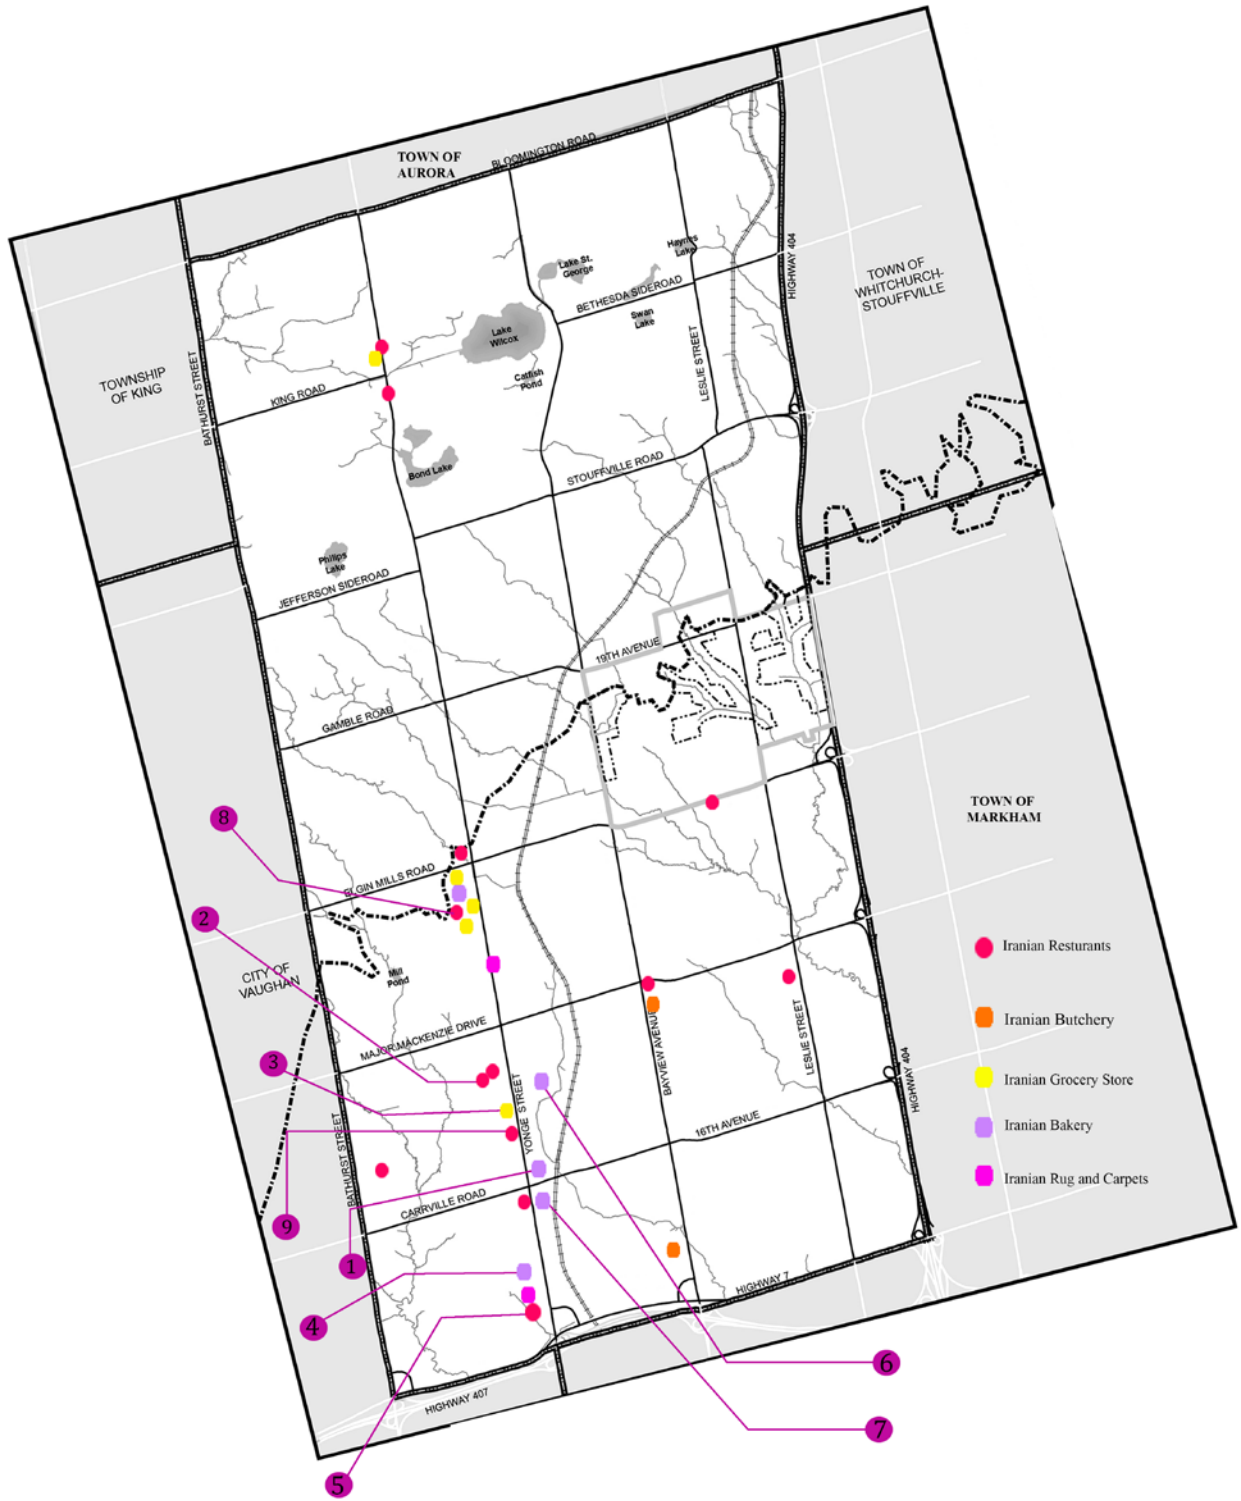 TOWN OF
AURORA
BLOOMINGTON ROAD
Haynes
Lake
Lake St.
George
HIGHWAY 404
TOWN OF
WHITCHURCH-
STOUFFVILLE
BETHESDA SIDEROAD
Swan
Lake
Lake
Wilcox
LESLIE STREET
TOWNSHIP
OF KING
BATHURST STREET
KING ROAD
Catfish
Pond
Bond Lake
STOUFFVILLE ROAD
Philips
Lake
JEFFERSON SIDEROAD
19TH AVENUE
GAMBLE ROAD
TOWN OF
MARKHAM
8
ELGIN MILLS ROAD
2
Iranian Resturants
CITY OF
VAUGHAN
Mill
Pond
Iranian Butchery
MAJOR MACKENZIE DRIVE
BAYVIEW AVENUE
LESLIE STREET
HIGHWAY 404
3
Iranian Grocery Store
YONGE STREET
BATHURST STREET
16TH AVENUE
Iranian Bakery
Iranian Rug and Carpets
CARRVILLE ROAD
9
1
HIGHWAY 7
4
6
HIGHWAY 407
7
5